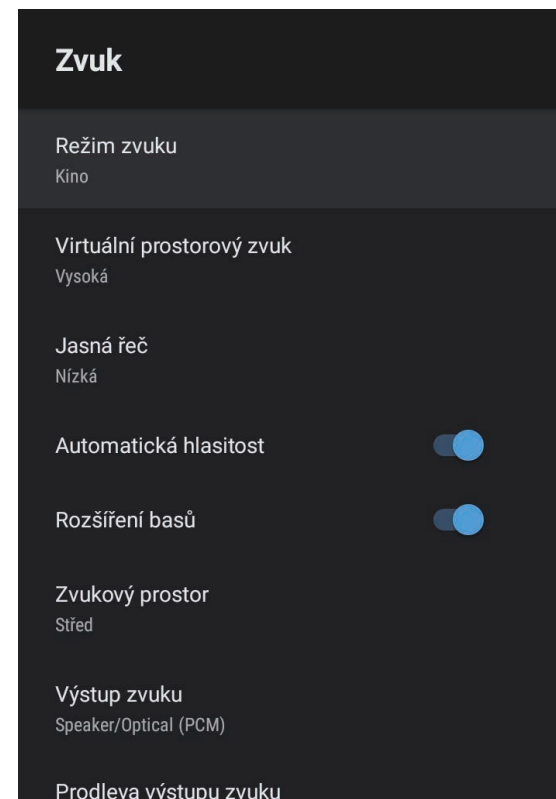 Zvuk
Režim zvuku
Kino
Virtuální prostorový zvuk
Vysoká
Jasná řeč
Nízká
Automatická hlasitost
Rozšíření basů
Zvukový prostor
Střed
Výstup zvuku
Speaker/Optical (PCM)
Prodleva výstupu zvuku